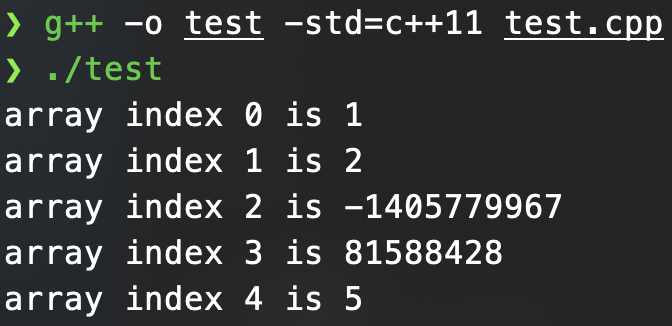 ❯ g++ -o test -std=c++11 test.cpp
❯ ./test
array index 0 is 1
array index 1 is 2
array index 2 is -1405779967
array index 3 is 81588428
array index 4 is 5